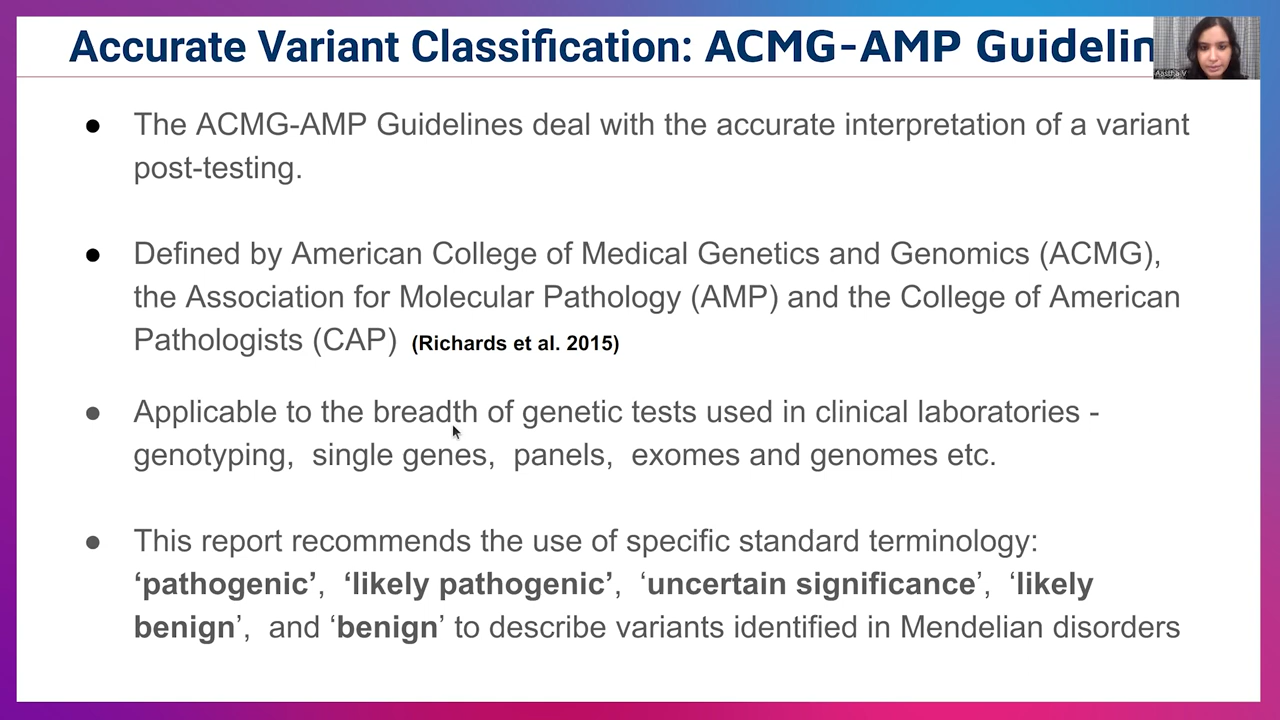 Accurate Variant Classification: ACMG-AMP Guidelin
Aastha V
● The ACMG-AMP Guidelines deal with the accurate interpretation of a variant
post-testing.
● Defined by American College of Medical Genetics and Genomics (ACMG),
the Association for Molecular Pathology (AMP) and the College of American
Pathologists (CAP) (Richards et al. 2015)
● Applicable to the breadth of genetic tests used in clinical laboratories -
genotyping, single genes, panels, exomes and genomes etc.
● This report recommends the use of specific standard terminology:
‘pathogenic’, ‘likely pathogenic’, ‘uncertain significance’, ‘likely
benign’, and ‘benign’ to describe variants identified in Mendelian disorders